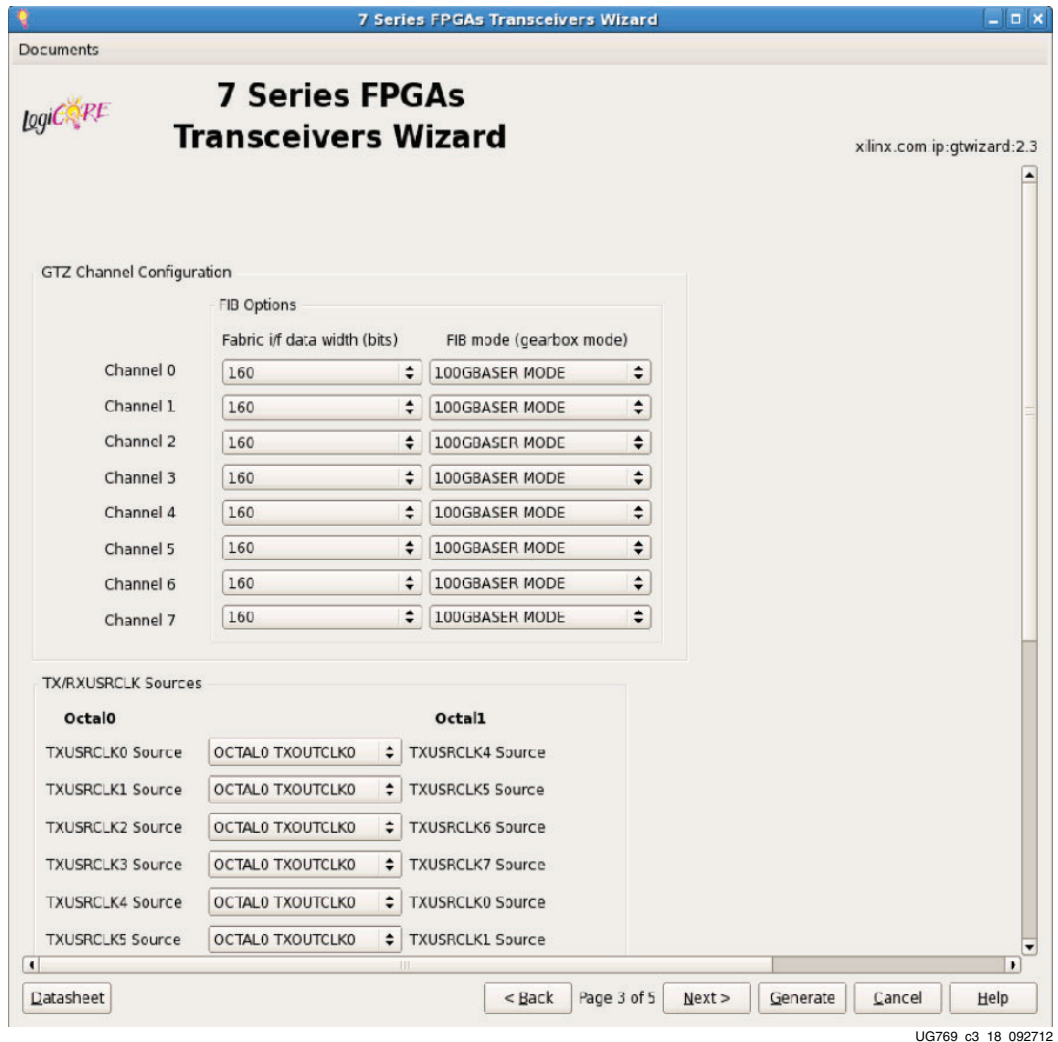 7 Series FPGAs Transceivers Wizard
Documents
LogiCORE
7 Series FPGAs
Transceivers Wizard
xilinx.com ip:gtwizard:2.3
GTZ Channel Configuration
FIB Options
Fabric i/f data width (bits) FIB mode (gearbox mode)
Channel 0 160 100GBASER MODE
Channel 1 160 100GBASER MODE
Channel 2 160 100GBASER MODE
Channel 3 160 100GBASER MODE
Channel 4 160 100GBASER MODE
Channel 5 160 100GBASER MODE
Channel 6 160 100GBASER MODE
Channel 7 160 100GBASER MODE
TX/RXUSRCLK Sources
Octal0 Octal1
TXUSRCLK0 Source OCTAL0 TXOUTCLK0 TXUSRCLK4 Source
TXUSRCLK1 Source OCTAL0 TXOUTCLK0 TXUSRCLK5 Source
TXUSRCLK2 Source OCTAL0 TXOUTCLK0 TXUSRCLK6 Source
TXUSRCLK3 Source OCTAL0 TXOUTCLK0 TXUSRCLK7 Source
TXUSRCLK4 Source OCTAL0 TXOUTCLK0 TXUSRCLK0 Source
TXUSRCLK5 Source OCTAL0 TXOUTCLK0 TXUSRCLK1 Source
Datasheet < Back Page 3 of 5 Next > Generate Cancel Help
UG769_c3_18_092712